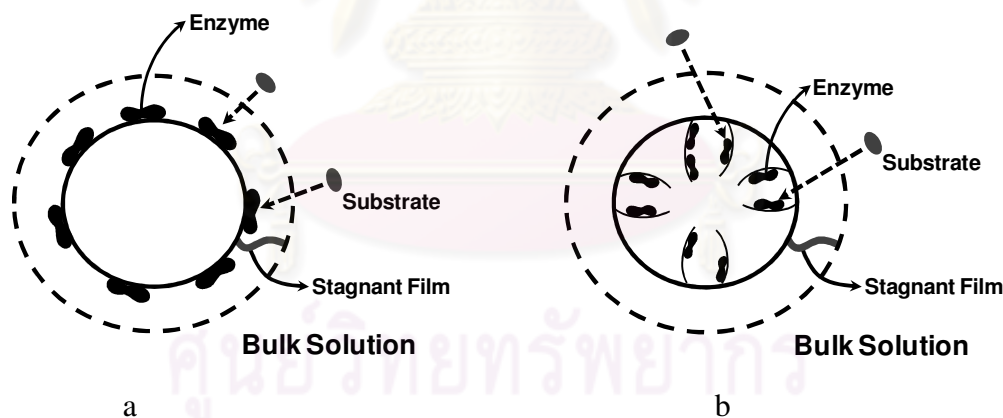 Enzyme
Substrate
Stagnant Film
Bulk Solution
a
Enzyme
Substrate
Stagnant Film
Bulk Solution
b
ศูนย์วิทยทรัพยากร